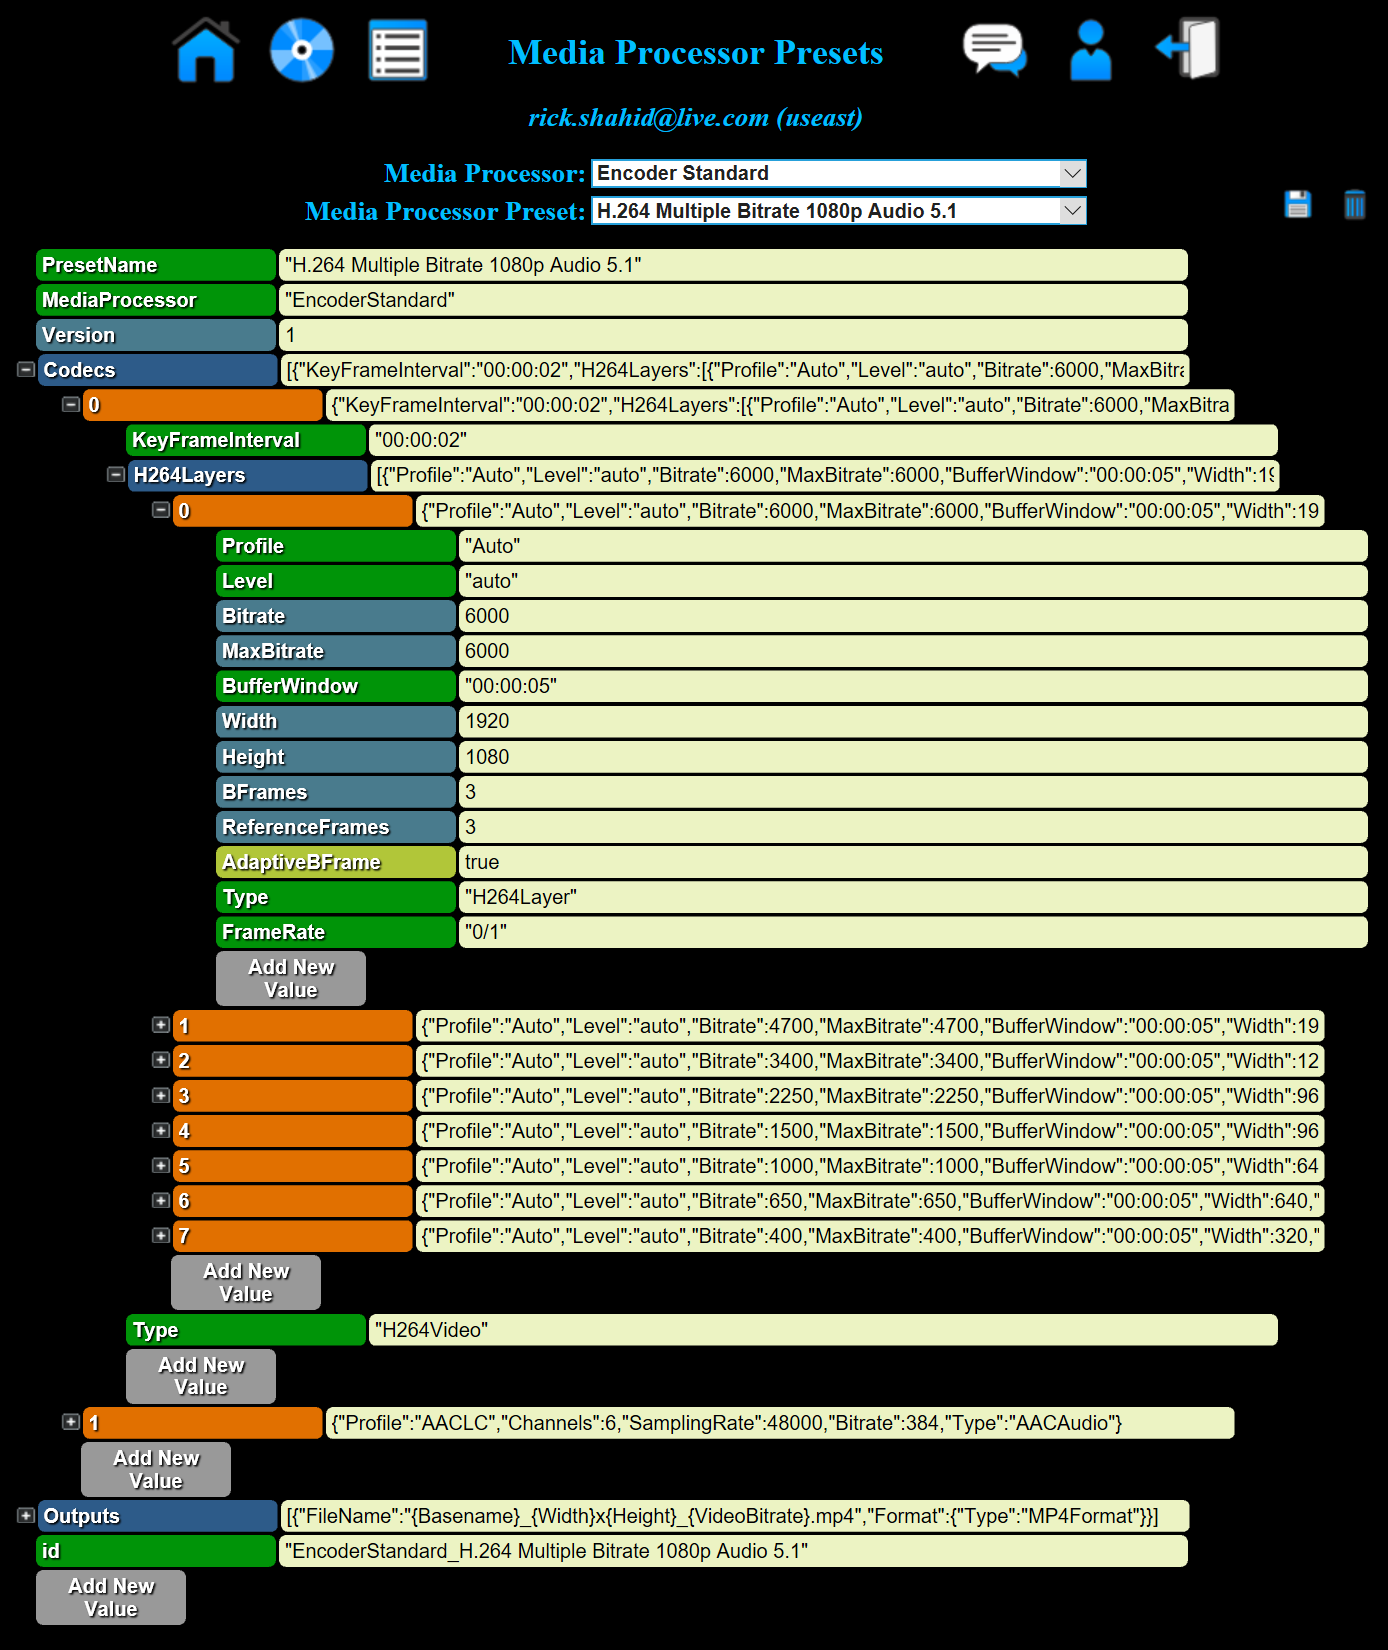 Media Processor Presets
rick.shahid@live.com (useast)
Media Processor: Encoder Standard
Media Processor Preset: H.264 Multiple Bitrate 1080p Audio 5.1
PresetName "H.264 Multiple Bitrate 1080p Audio 5.1"
MediaProcessor "EncoderStandard"
Version 1
Codecs [{"KeyFrameInterval":"00:00:02","H264Layers":[{"Profile":"Auto","Level":"auto","Bitrate":6000,"MaxBitra
0 {"KeyFrameInterval":"00:00:02","H264Layers":[{"Profile":"Auto","Level":"auto","Bitrate":6000,"MaxBitra
KeyFrameInterval "00:00:02"
H264Layers [{"Profile":"Auto","Level":"auto","Bitrate":6000,"MaxBitrate":6000,"BufferWindow":"00:00:05","Width":19
0 {"Profile":"Auto","Level":"auto","Bitrate":6000,"MaxBitrate":6000,"BufferWindow":"00:00:05","Width":19
Profile "Auto"
Level "auto"
Bitrate 6000
MaxBitrate 6000
BufferWindow "00:00:05"
Width 1920
Height 1080
BFrames 3
ReferenceFrames 3
AdaptiveBFrame true
Type "H264Layer"
FrameRate "0/1"
Add New
Value
1 {"Profile":"Auto","Level":"auto","Bitrate":4700,"MaxBitrate":4700,"BufferWindow":"00:00:05","Width":19
2 {"Profile":"Auto","Level":"auto","Bitrate":3400,"MaxBitrate":3400,"BufferWindow":"00:00:05","Width":12
3 {"Profile":"Auto","Level":"auto","Bitrate":2250,"MaxBitrate":2250,"BufferWindow":"00:00:05","Width":96
4 {"Profile":"Auto","Level":"auto","Bitrate":1500,"MaxBitrate":1500,"BufferWindow":"00:00:05","Width":96
5 {"Profile":"Auto","Level":"auto","Bitrate":1000,"MaxBitrate":1000,"BufferWindow":"00:00:05","Width":64
6 {"Profile":"Auto","Level":"auto","Bitrate":650,"MaxBitrate":650,"BufferWindow":"00:00:05","Width":640,"
7 {"Profile":"Auto","Level":"auto","Bitrate":400,"MaxBitrate":400,"BufferWindow":"00:00:05","Width":320,"
Add New
Value
Type "H264Video"
Add New
Value
1 {"Profile":"AACLC","Channels":6,"SamplingRate":48000,"Bitrate":384,"Type":"AACAudio"}
Add New
Value
Outputs [{"FileName":"{Basename}_{Width}x{Height}_{VideoBitrate}.mp4","Format":{"Type":"MP4Format"}}]
id "EncoderStandard_H.264 Multiple Bitrate 1080p Audio 5.1"
Add New
Value